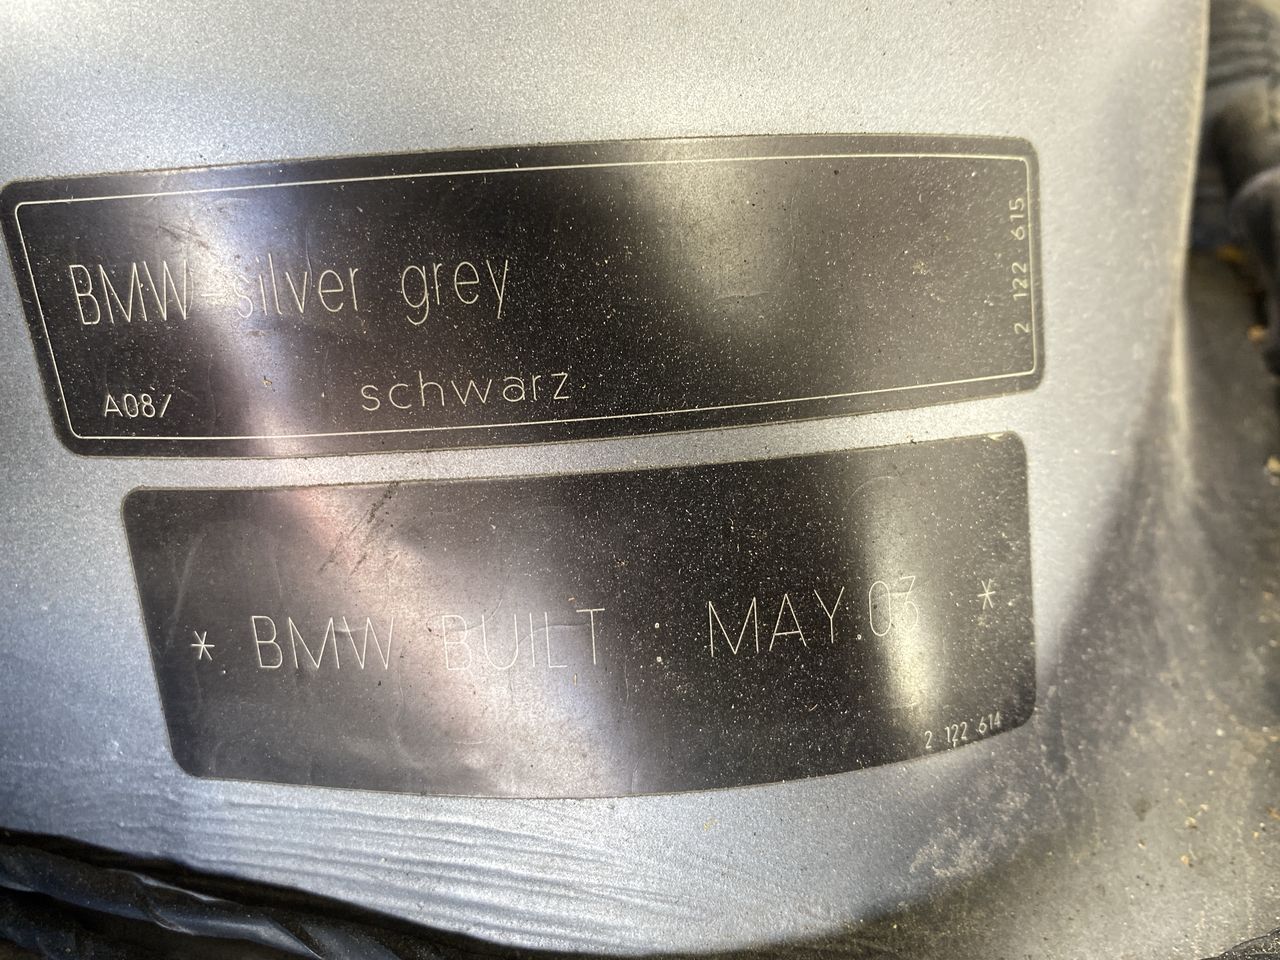 BMW-silver grey
A08/ schwarz
2 122 615
* BMW BUILT . MAY.03 *
2 122 614